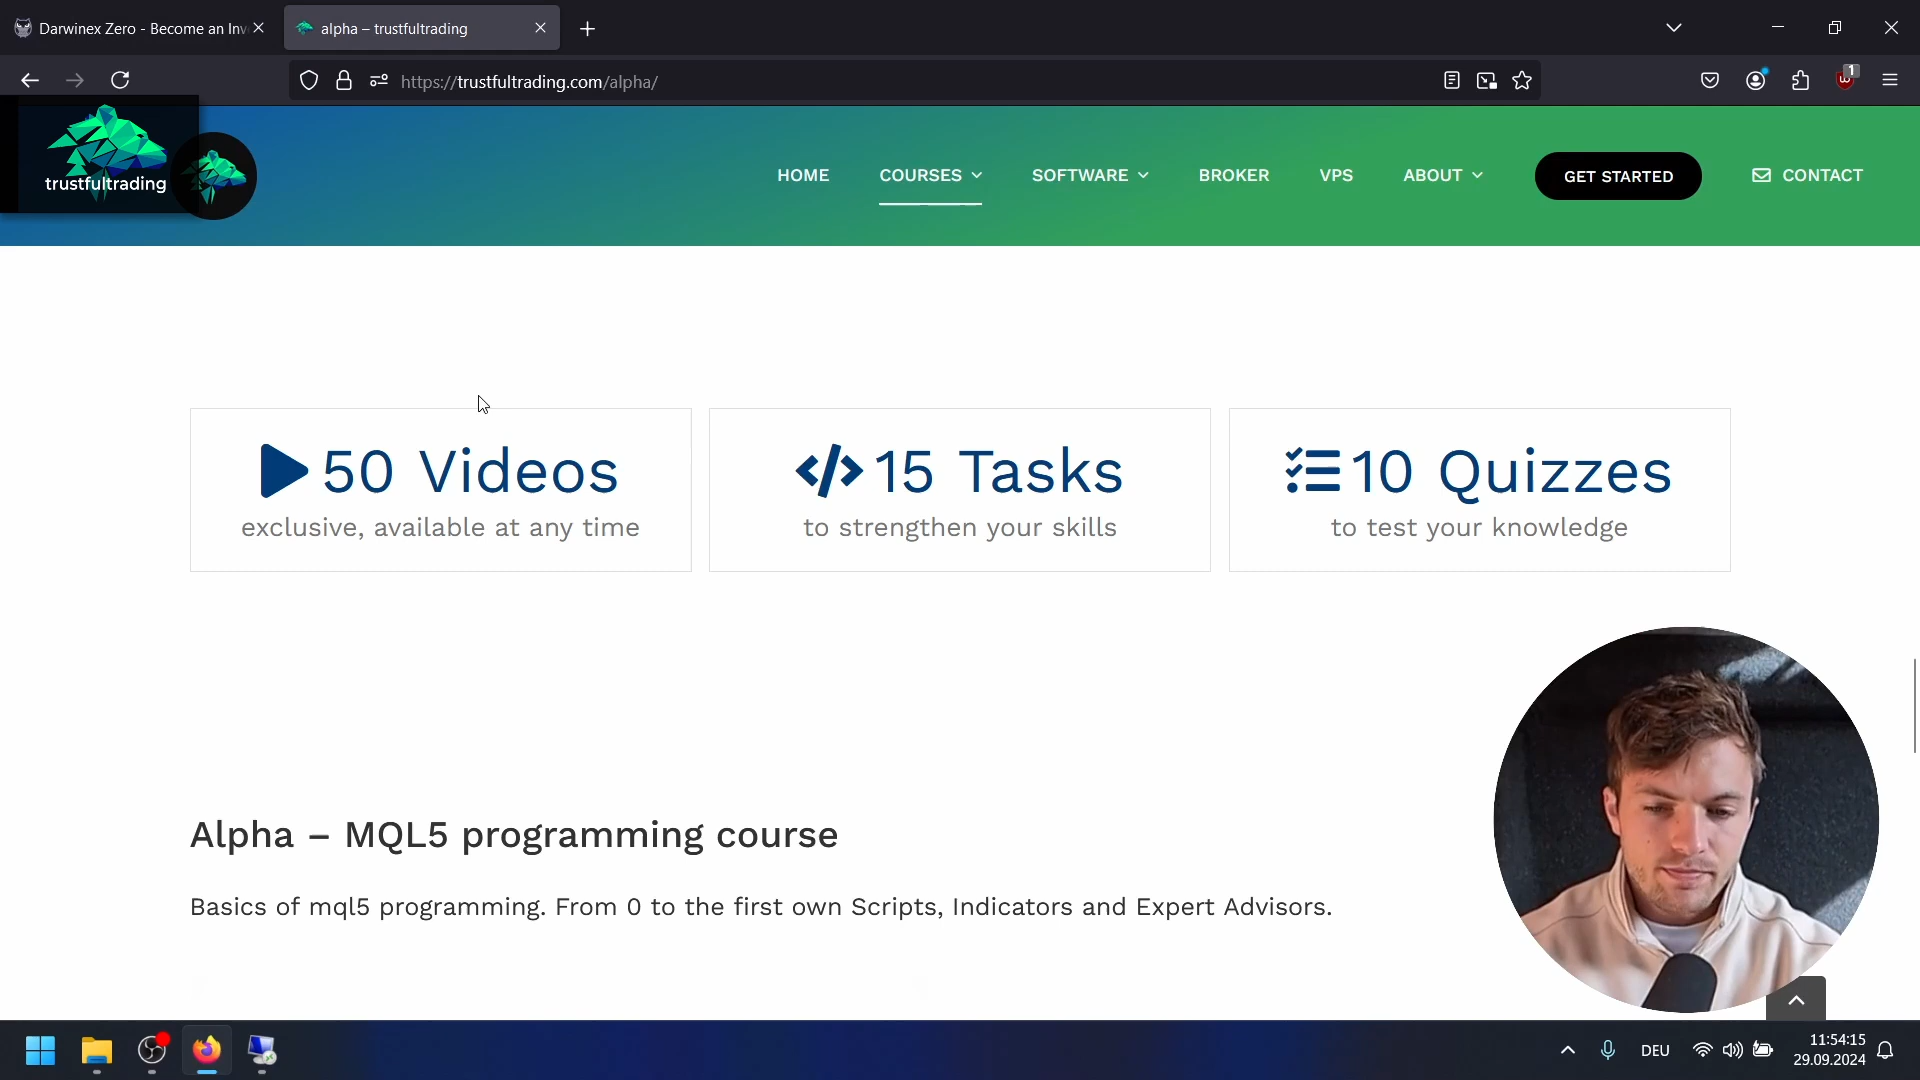 Darwinex Zero - Become an Inv
alpha – trustfultrading
https://trustfultrading.com/alpha/
1
trustfultrading
HOME
COURSES
SOFTWARE
BROKER
VPS
ABOUT
GET STARTED
CONTACT
50 Videos
exclusive, available at any time
15 Tasks
to strengthen your skills
10 Quizzes
to test your knowledge
Alpha – MQL5 programming course
Basics of mql5 programming. From 0 to the first own Scripts, Indicators and Expert Advisors.
DEU
11:54:15
29.09.2024